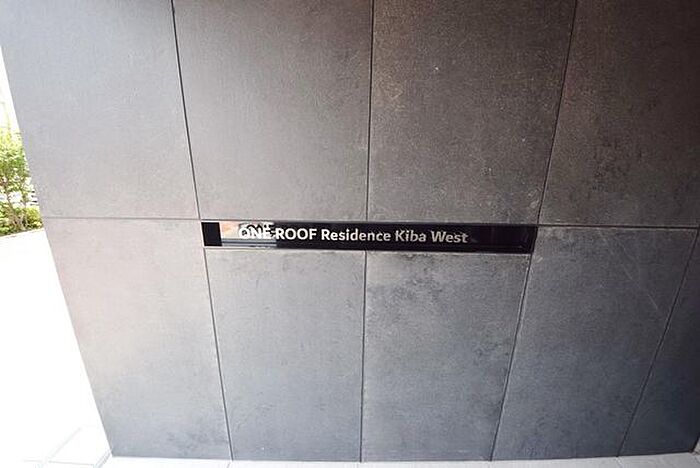 ONE ROOF Residence Kiba West